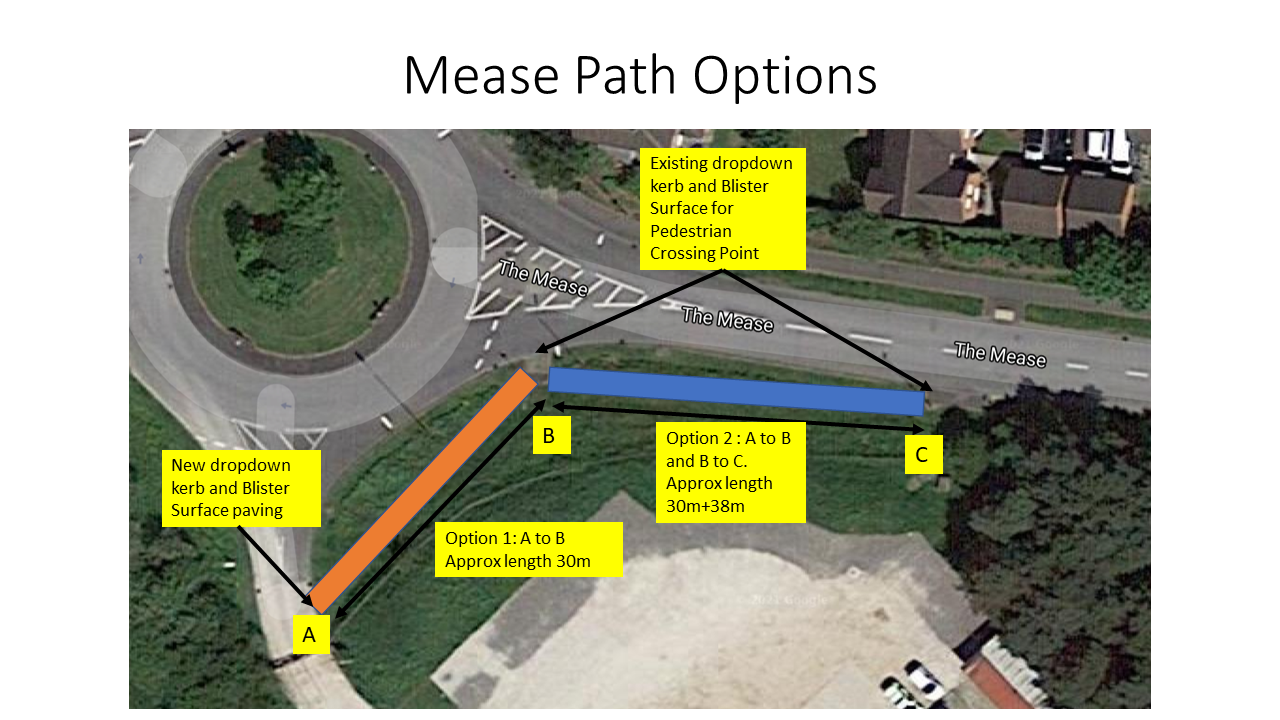 Mease Path Options
Existing dropdown
kerb and Blister
Surface for
Pedestrian
Crossing Point
The Mease
The Mease
The Mease
B
C
Option 2 : A to B
and B to C.
Approx length
30m+38m
New dropdown
kerb and Blister
Surface paving
Option 1: A to B
Approx length 30m
A
2021 Google